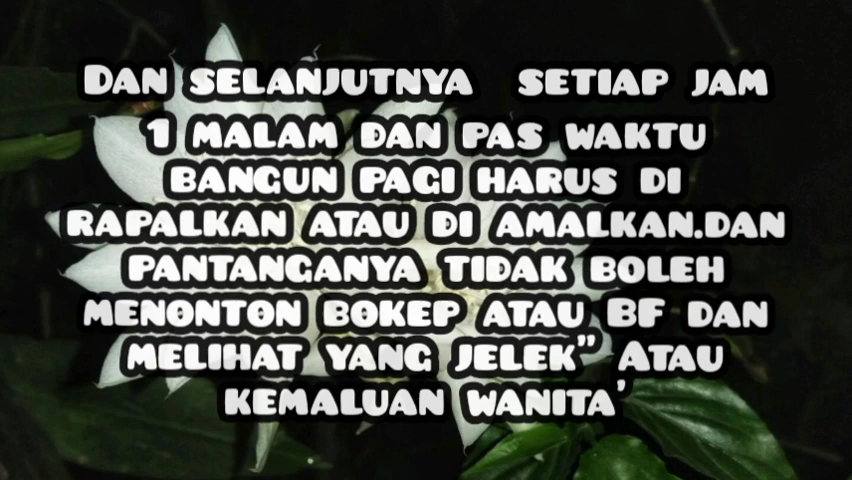 Dan selanjutnya setiap jam
1 malam dan pas waktu
bangun pagi harus di
rapalkan atau di amalkan.dan
pantanganya tidak boleh
menonton bokep atau BF dan
melihat yang jelek" Atau
kemaluan wanita'